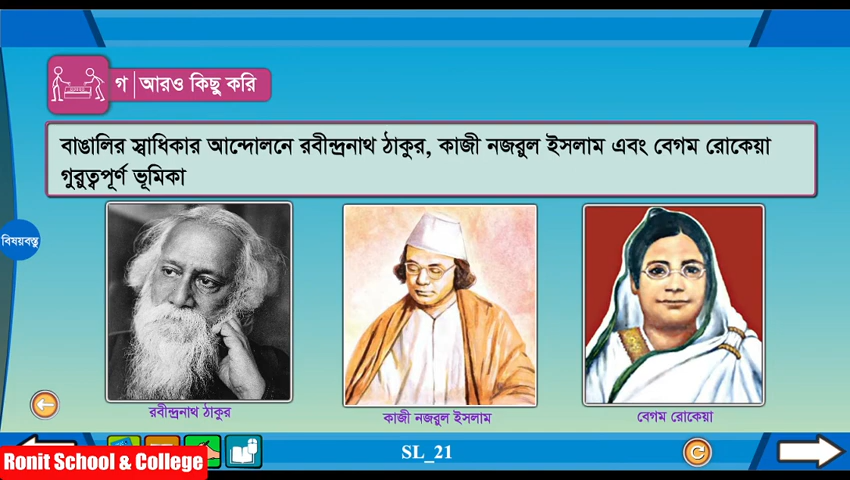 গ আরও কিছু করি
বাঙালির স্বাধিকার আন্দোলনে রবীন্দ্রনাথ ঠাকুর, কাজী নজরুল ইসলাম এবং বেগম রোকেয়া
গুরুত্বপূর্ণ ভূমিকা
বিষয়বস্তু
রবীন্দ্রনাথ ঠাকুর
কাজী নজরুল ইসলাম
বেগম রোকেয়া
SL_21
Ronit School & College